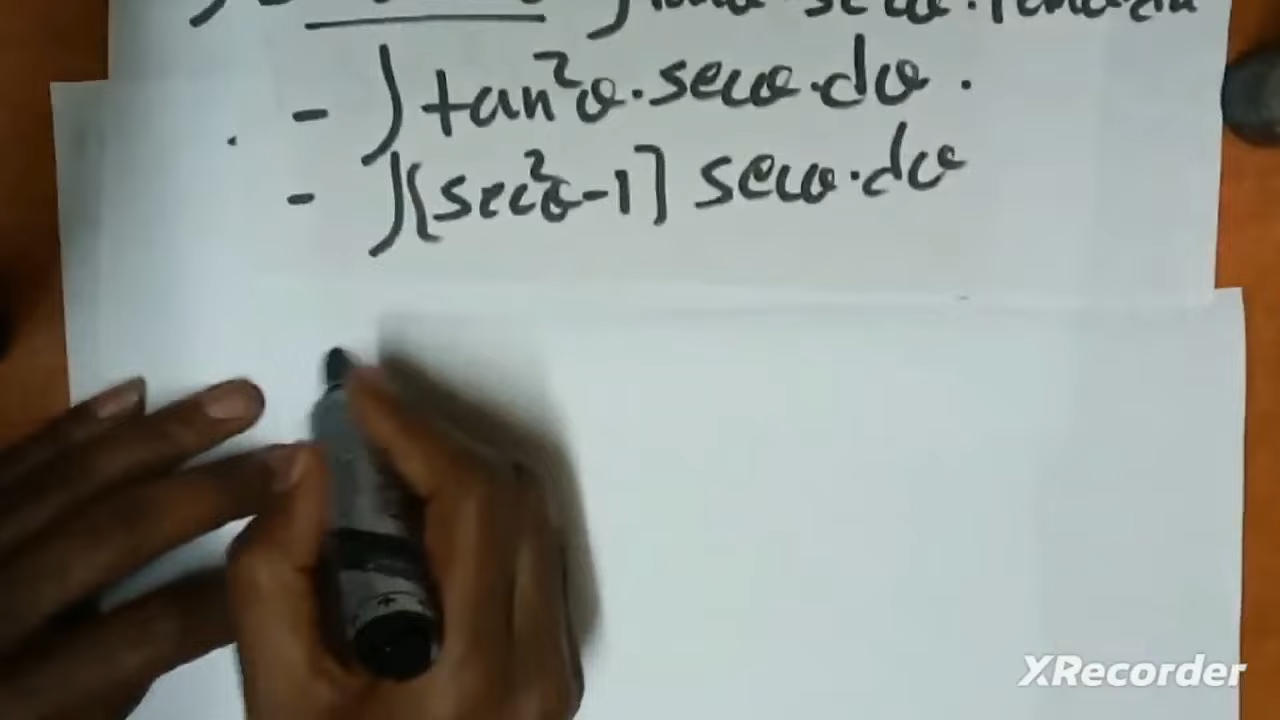 - ∫ tan²θ.secθ.dθ .
- ∫[sec²θ-1] secθ.dθ
XRecorder